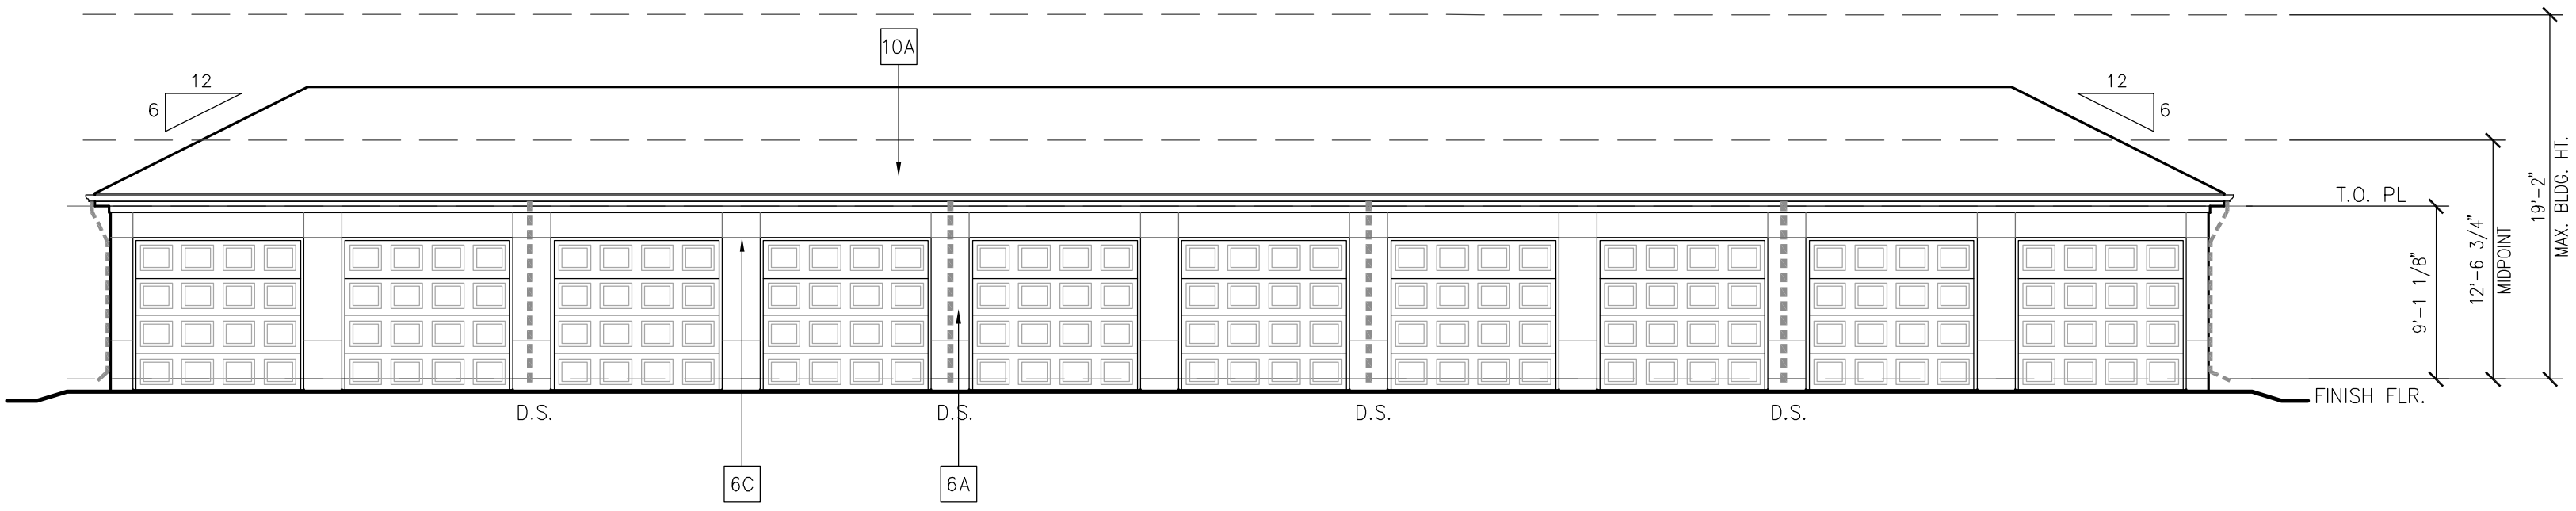 10A
12
6
12
6
T.O. PL
9'-1 1/8"
12'-6 3/4"
MIDPOINT
19'-2"
MAX. BLDG. HT.
FINISH FLR.
D.S.
D.S.
D.S.
D.S.
6C
6A